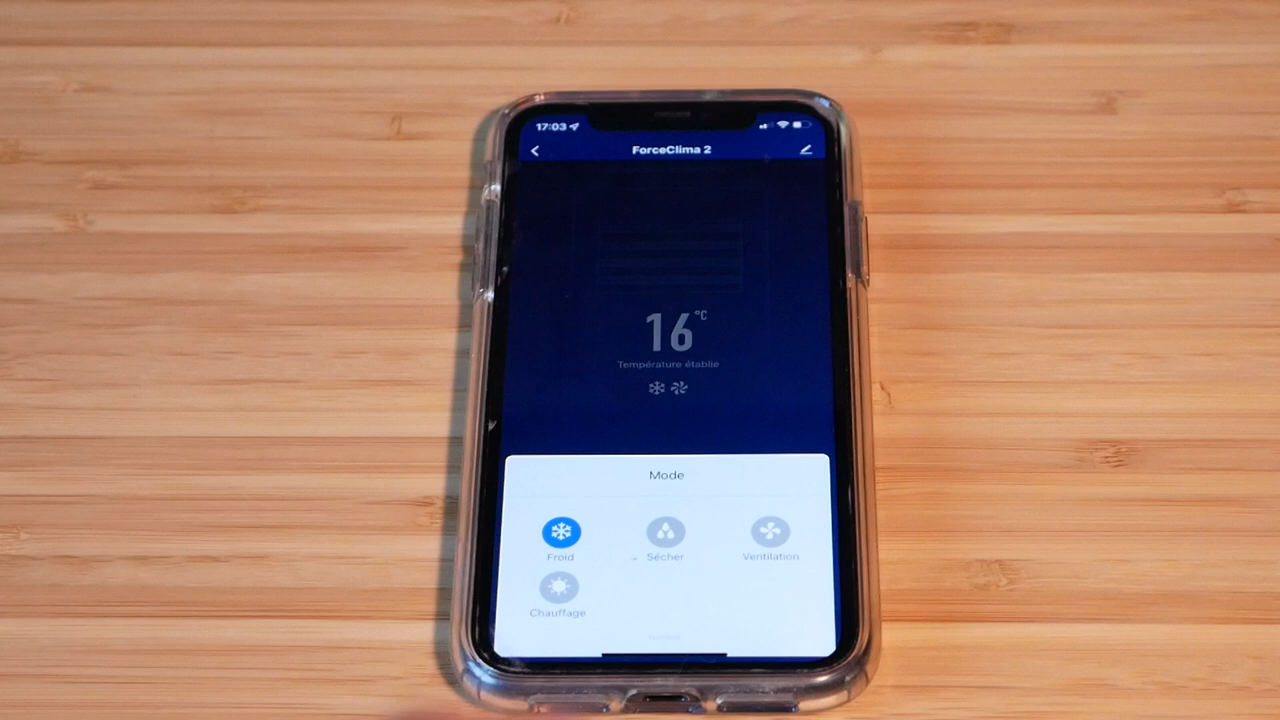 17:03
ForceClima 2
16 °C
Température établie
Mode
Froid
Sécher
Ventilation
Chauffage